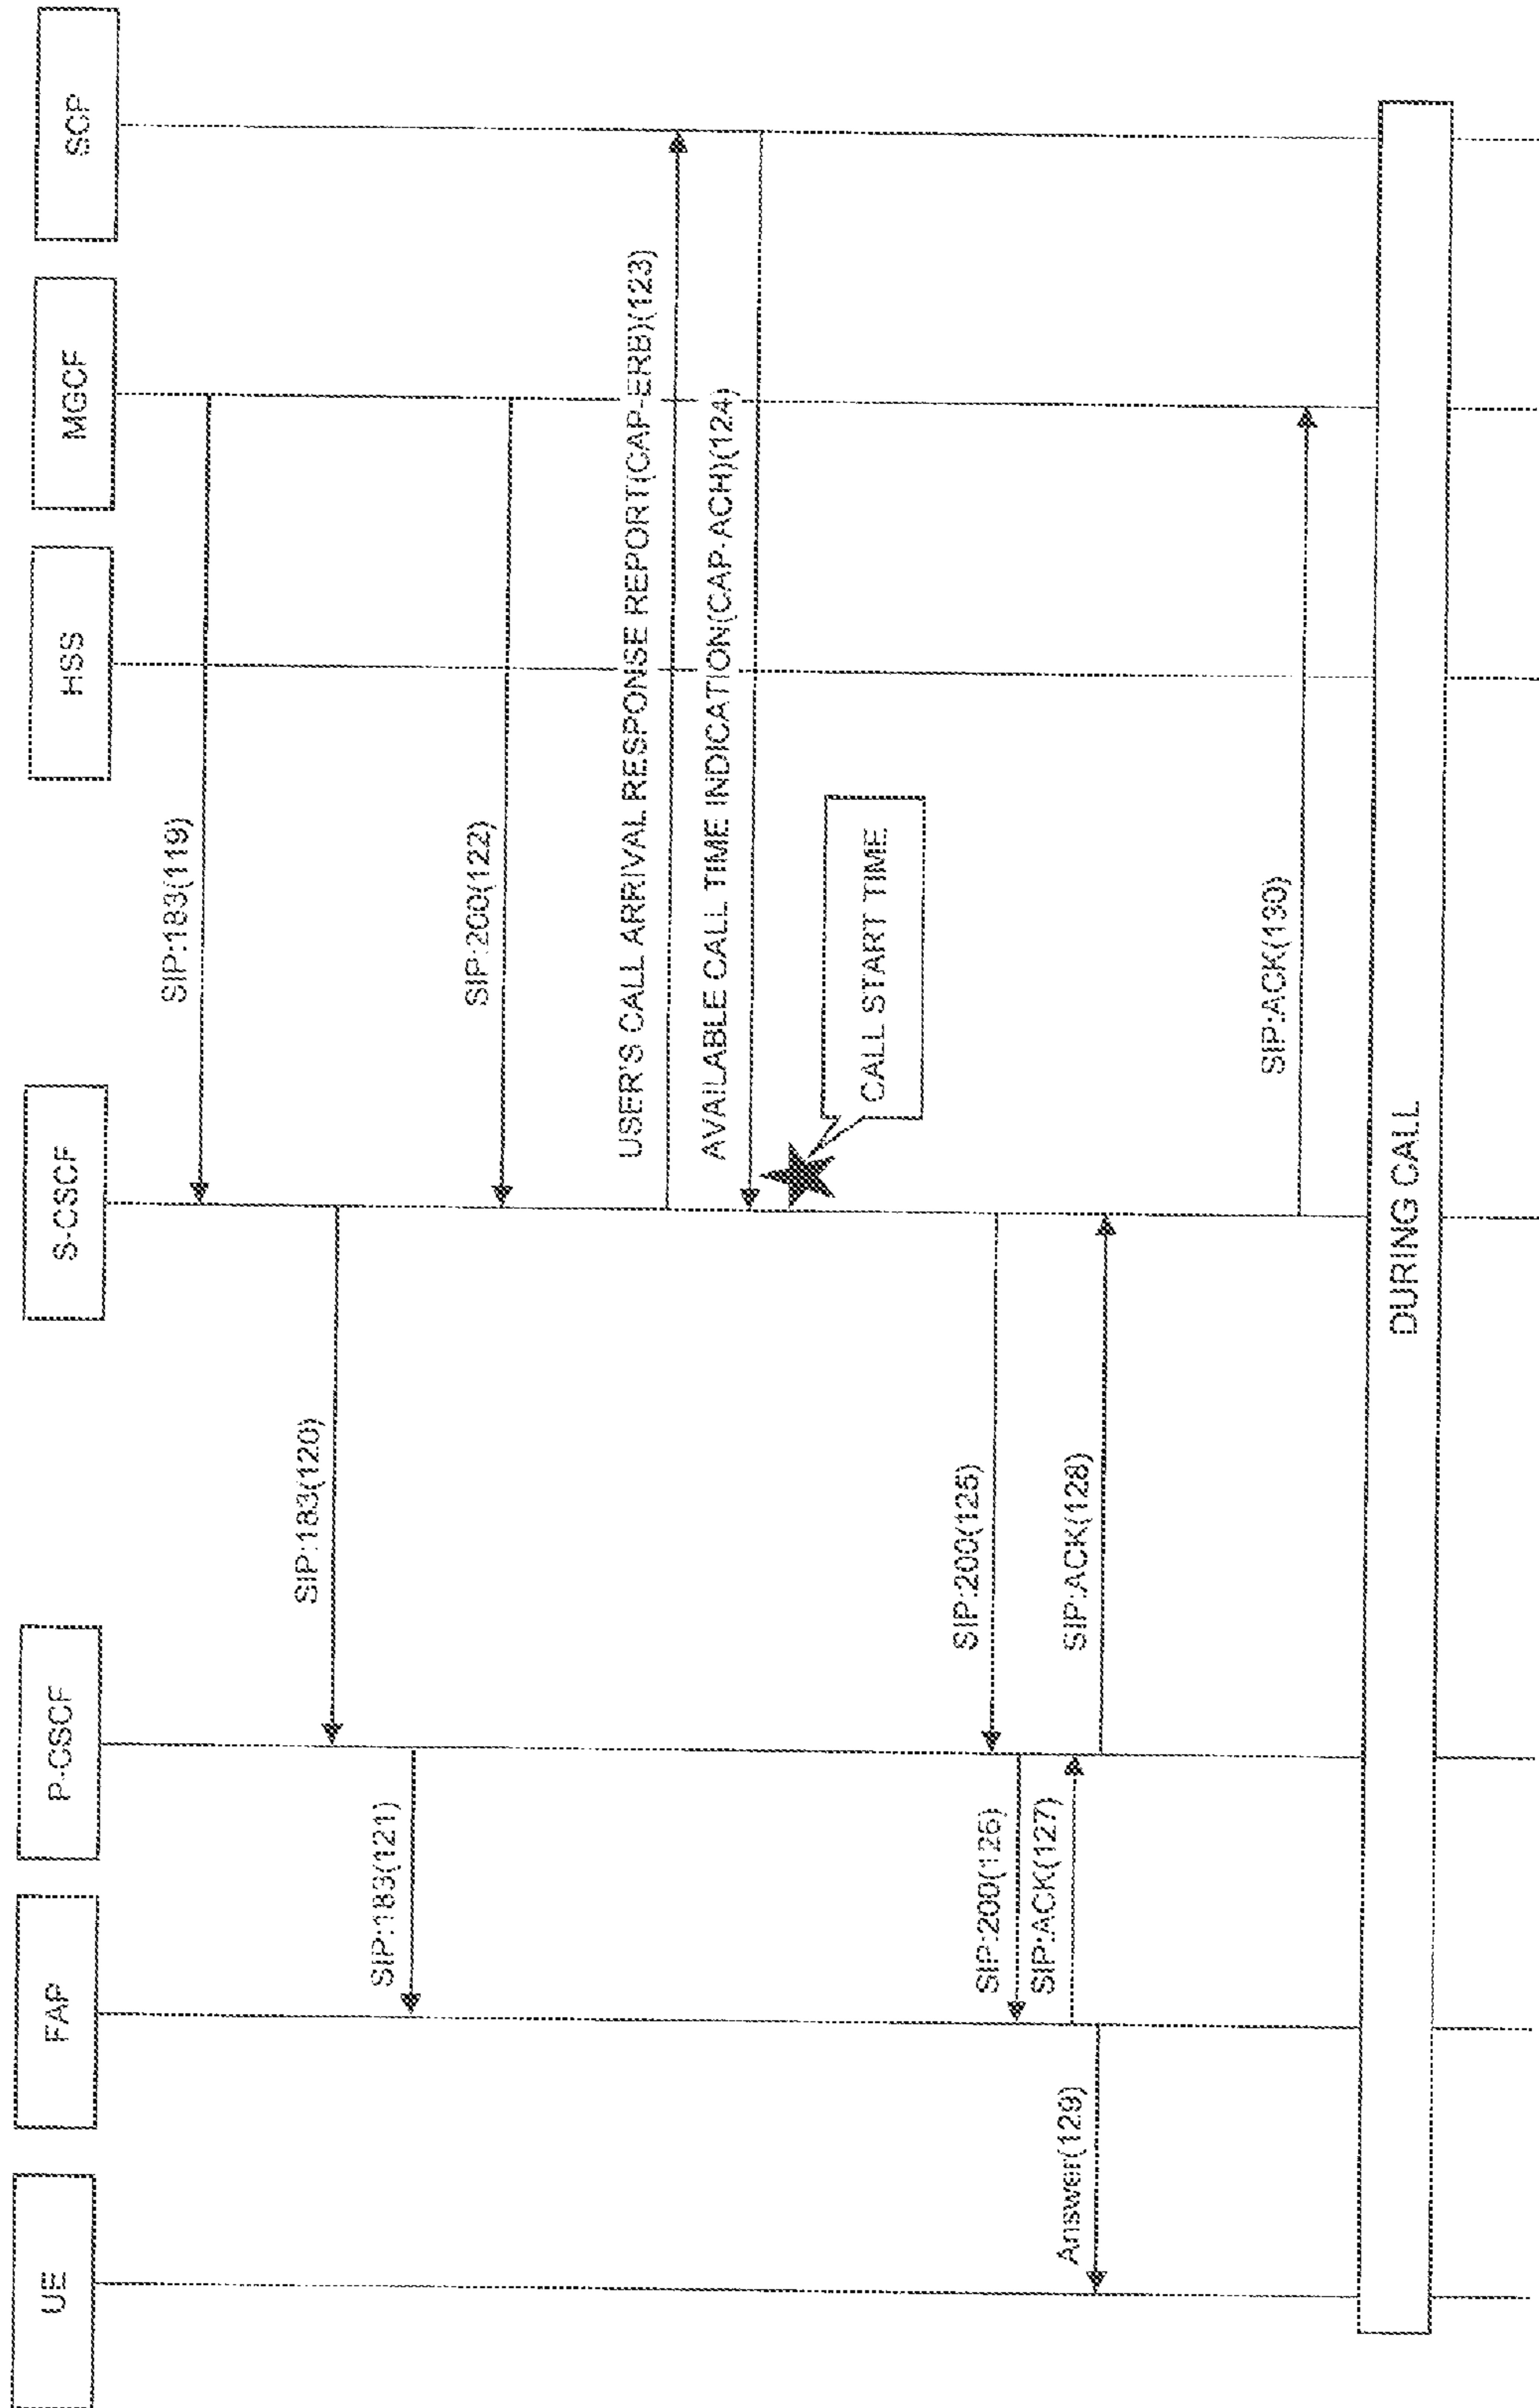 UE
FAP
P-CSCF
S-CSCF
HSS
MGCF
SCP
SIP:183(119)
SIP:183(120)
SIP:183(121)
SIP:200(122)
USER'S CALL ARRIVAL RESPONSE REPORT(CAP-ERB)(123)
AVAILABLE CALL TIME INDICATION(CAP-ACH)(124)
CALL START TIME
SIP:200(125)
SIP:200(126)
SIP:ACK(127)
SIP:ACK(128)
Answer(129)
SIP:ACK(130)
DURING CALL